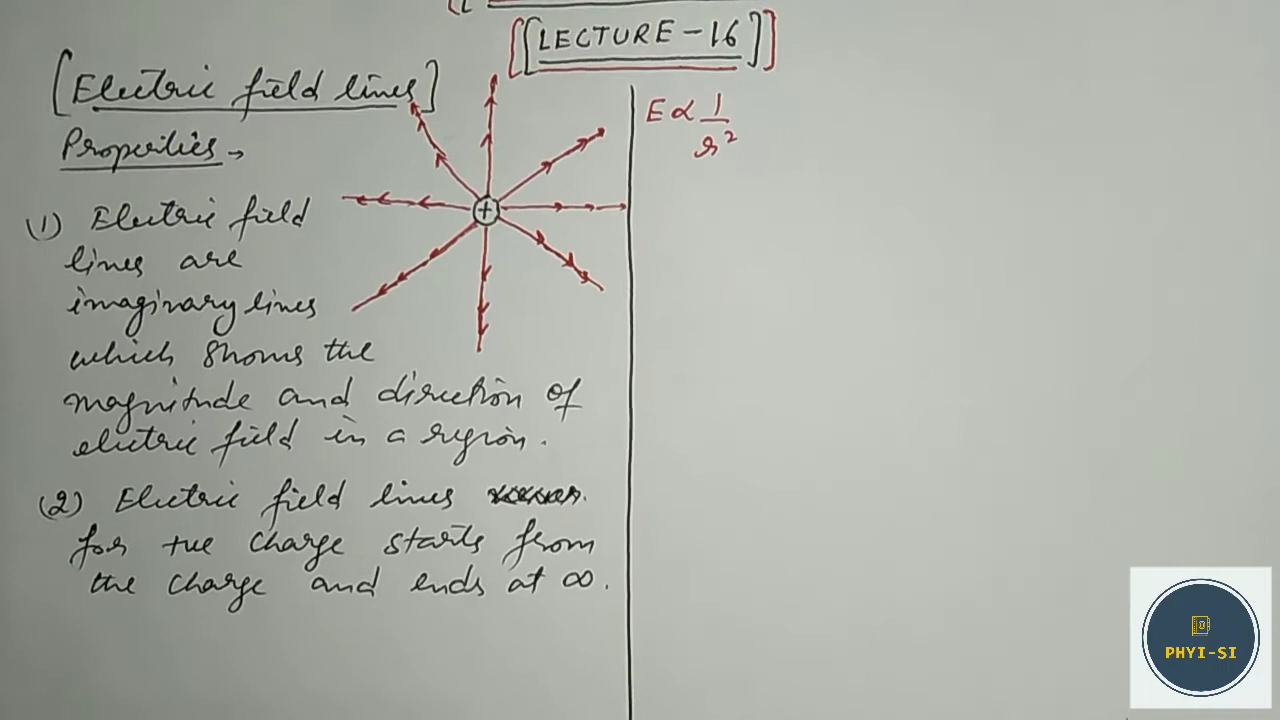 [[LECTURE-16]]
[Electric field lines]
Properties →
(1) Electric field
lines are
imaginary lines
which shows the
magnitude and direction of
electric field in a region.
(2) Electric field lines
for +ve charge starts from
the charge and ends at ∞.
+
E ∝ 1/r²
PHYI-SI